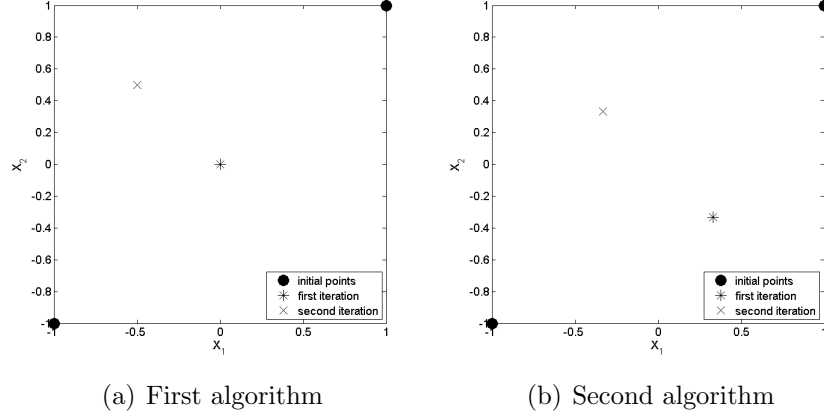 1
0.8
0.6
0.4
0.2
0
-0.2
-0.4
-0.6
-0.8
-1
-1
-0.5
0
0.5
1
x2
x1
initial points
first iteration
second iteration
(a) First algorithm
1
0.8
0.6
0.4
0.2
0
-0.2
-0.4
-0.6
-0.8
-1
-1
-0.5
0
0.5
1
x2
x1
initial points
first iteration
second iteration
(b) Second algorithm